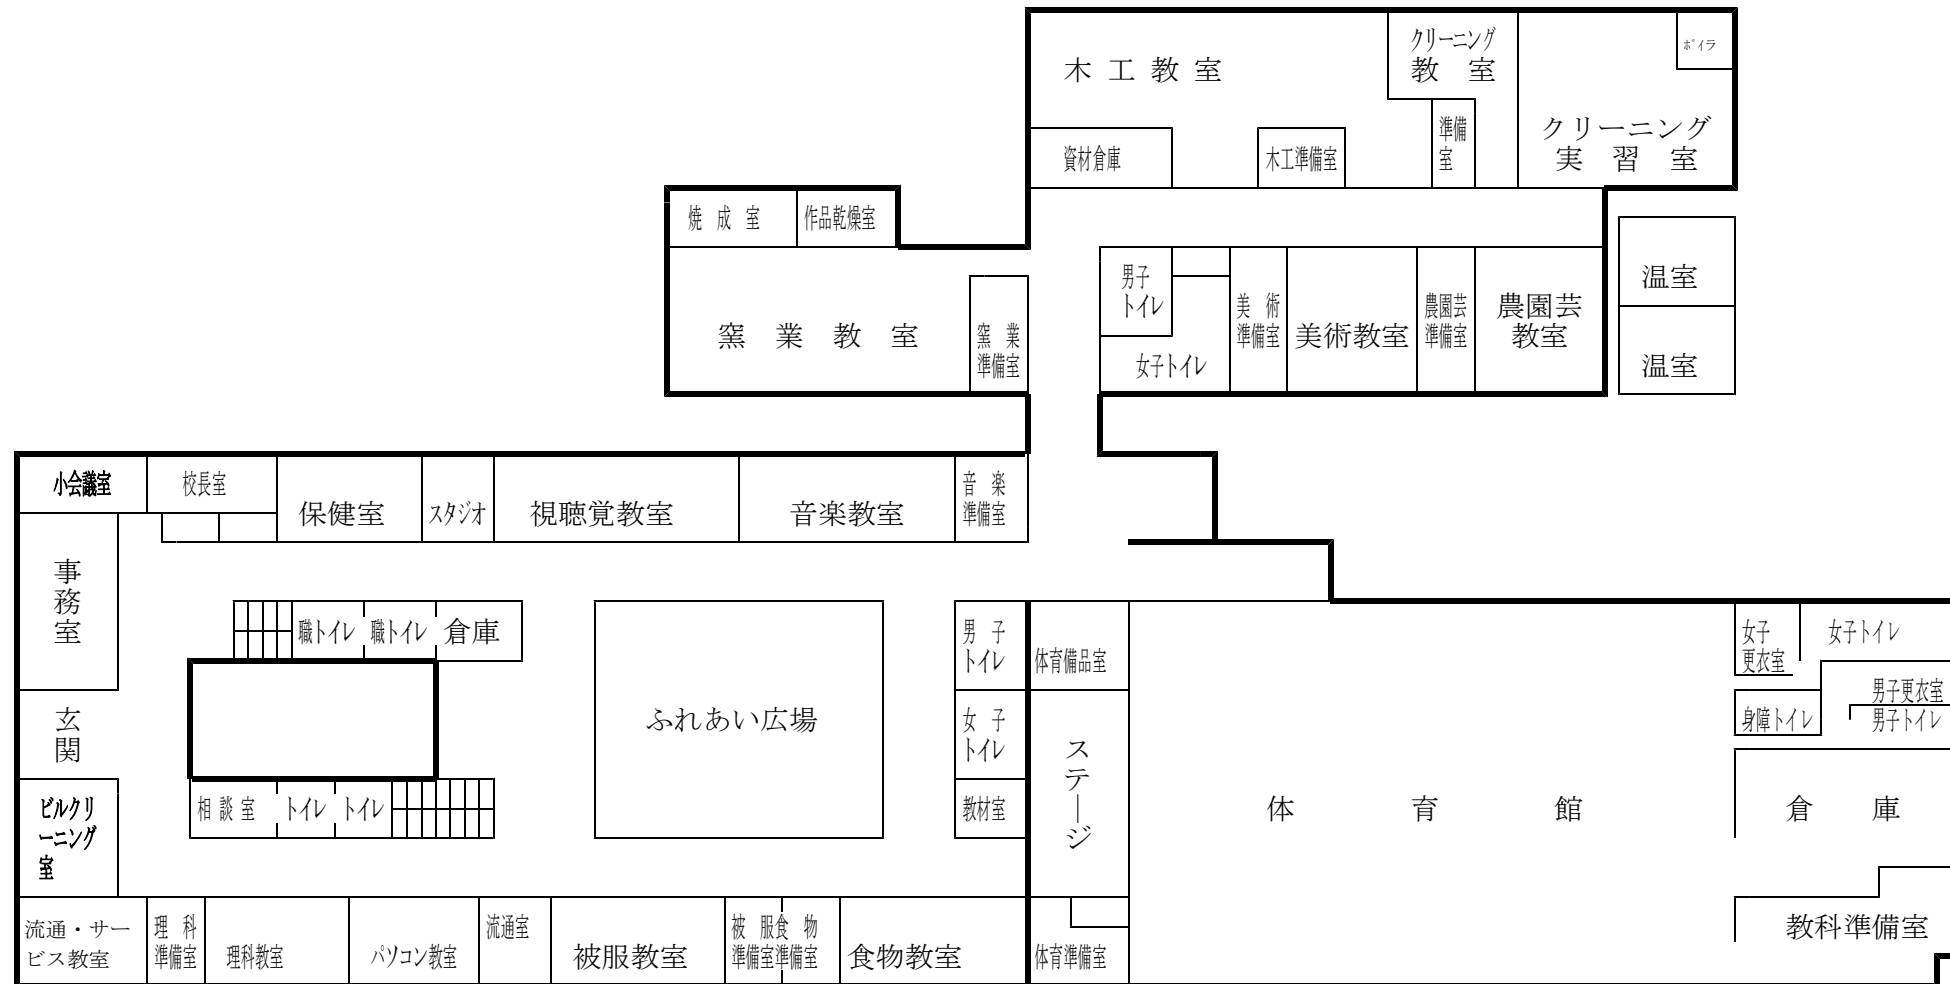 木工教室
クリーニング
教室
ボイラ
クリーニング
実習室
資材倉庫
木工準備室
準備
室
焼成室
作品乾燥室
窯業教室
窯業
準備室
男子
トイレ
女子トイレ
美術
準備室
美術教室
農園芸
準備室
農園芸
教室
温室
温室
小会議室
校長室
保健室
スタジオ
視聴覚教室
音楽教室
音楽
準備室
事務室
職トイレ
職トイレ
倉庫
玄関
ふれあい広場
男子
トイレ
女子
トイレ
教材室
体育備品室
ステージ
体育館
女子
更衣室
女子トイレ
男子更衣室
身障トイレ
男子トイレ
倉庫
教科準備室
ビルクリ
ーニング
室
相談室
トイレ
トイレ
流通・サー
ビス教室
理科
準備室
理科教室
パソコン教室
流通室
被服教室
被服
準備室
食物
準備室
食物教室
体育準備室